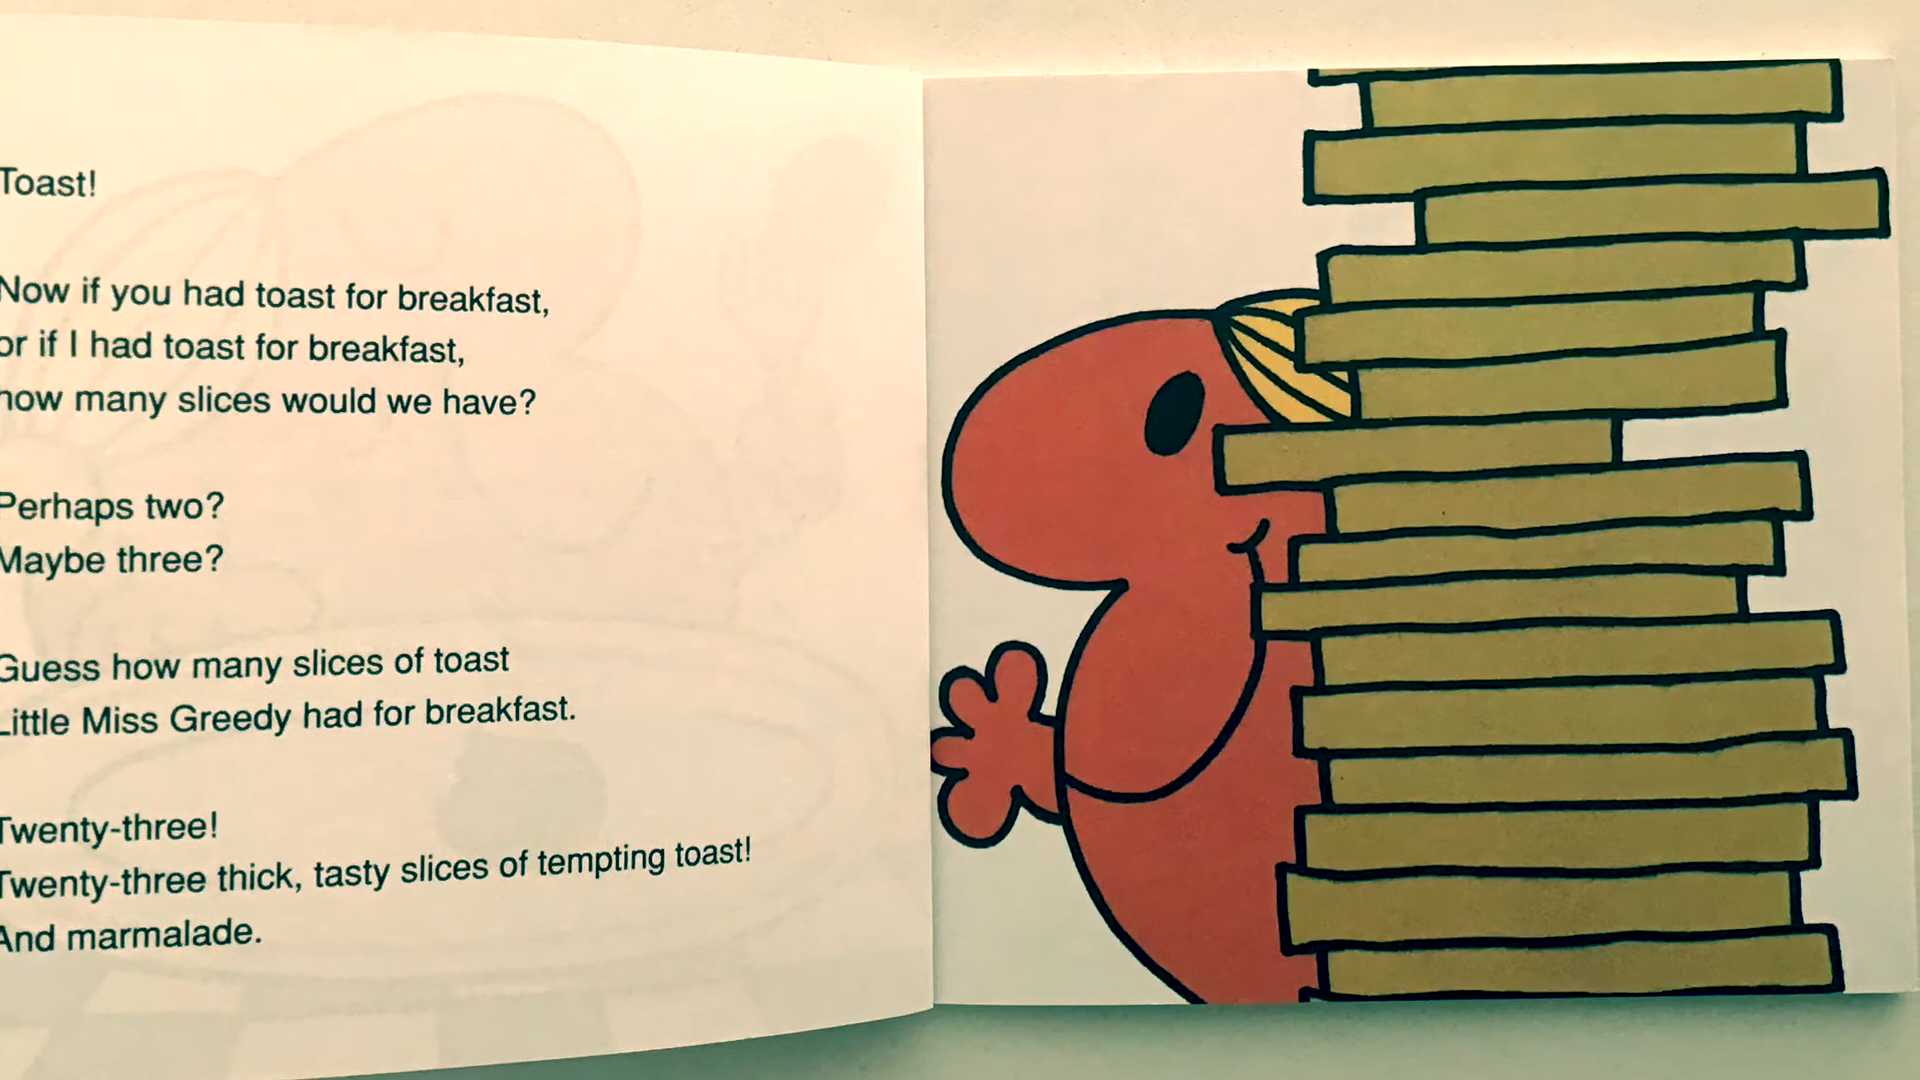 Toast!
Now if you had toast for breakfast,
or if I had toast for breakfast,
how many slices would we have?
Perhaps two?
Maybe three?
Guess how many slices of toast
Little Miss Greedy had for breakfast.
Twenty-three!
Twenty-three thick, tasty slices of tempting toast!
And marmalade.